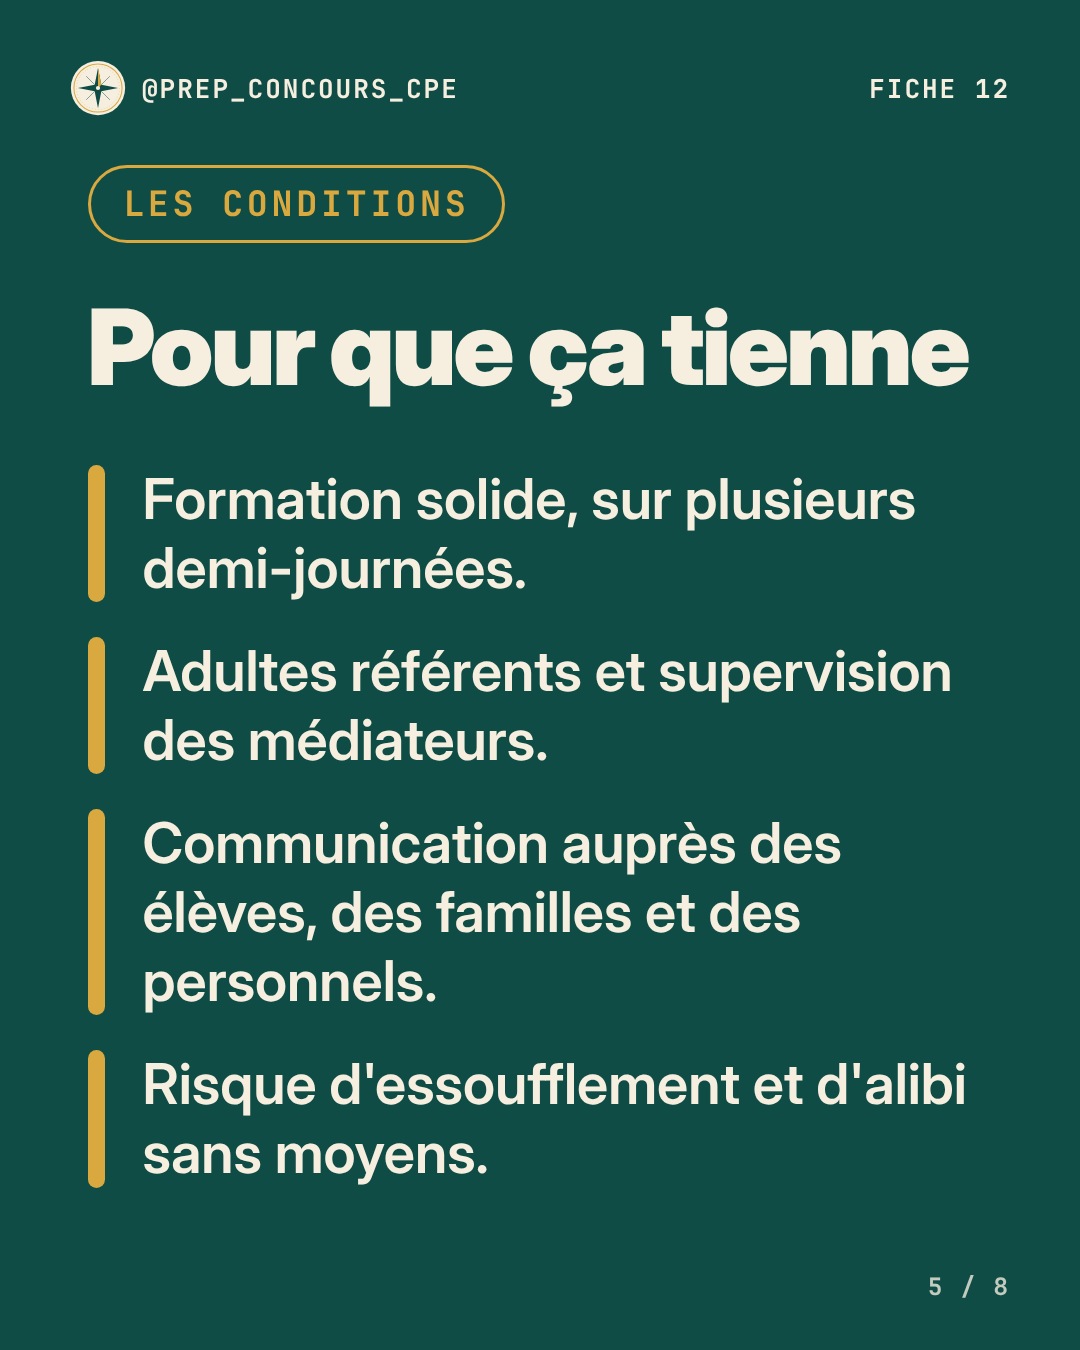 @PREP_CONCOURS_CPE
FICHE 12
LES CONDITIONS
Pour que ça tienne
Formation solide, sur plusieurs
demi-journées.
Adultes référents et supervision
des médiateurs.
Communication auprès des
élèves, des familles et des
personnels.
Risque d'essoufflement et d'alibi
sans moyens.
5 / 8